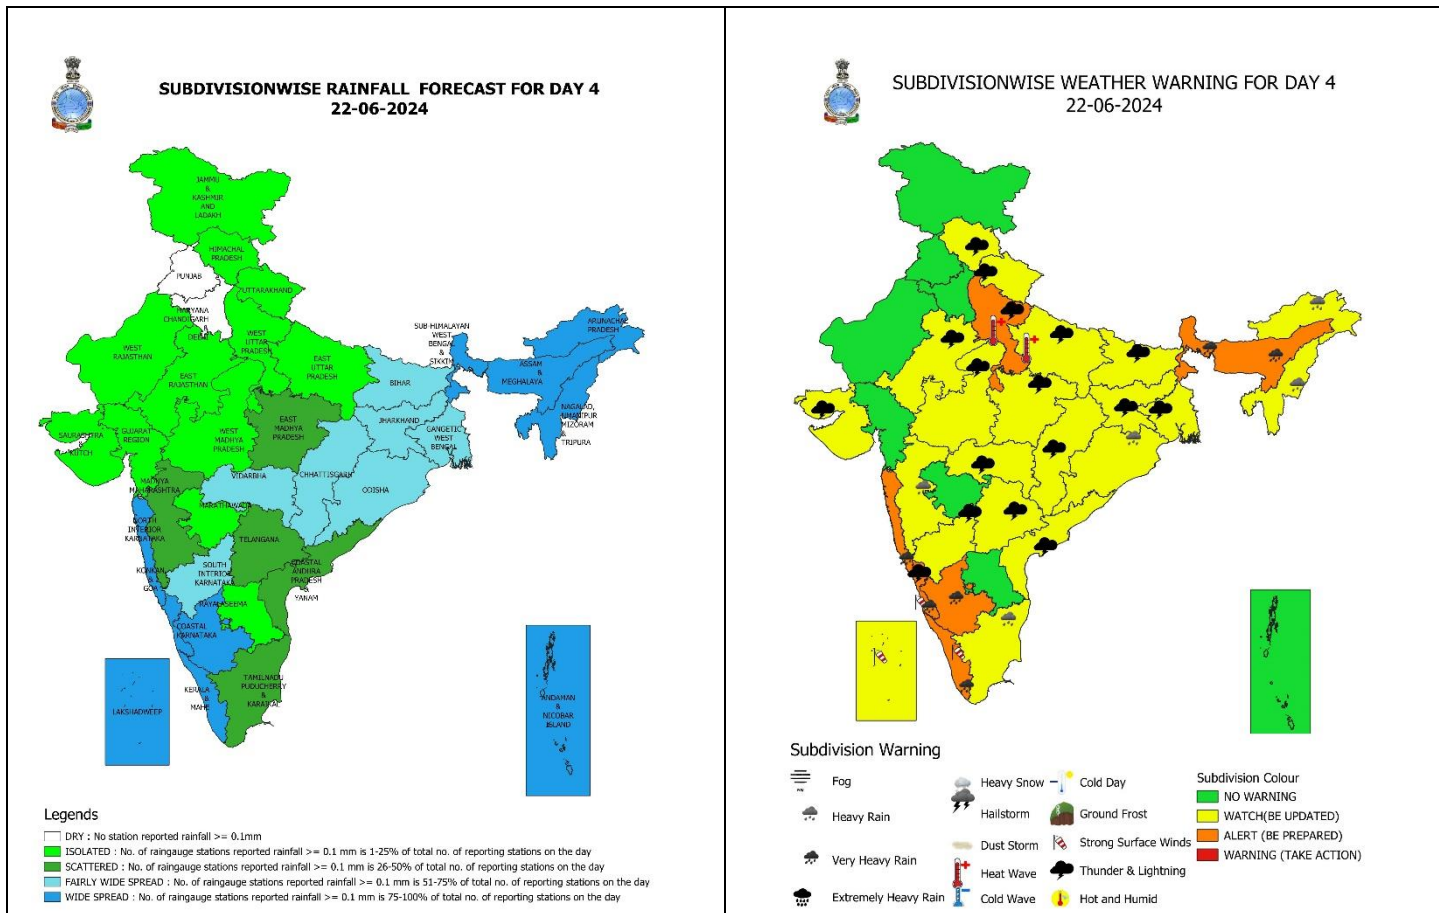 SUBDIVISIONWISE RAINFALL FORECAST FOR DAY 4
22-06-2024
JAMMU
&
KASHMIR
AND
LADAKH
HIMACHAL
PRADESH
PUNJAB
UTTARAKHAND
HARYANA
CHANDIGARH
&
DELHI
WEST
UTTAR
PRADESH
WEST
RAJASTHAN
EAST
RAJASTHAN
EAST
UTTAR
PRADESH
SUB-HIMALAYAN
WEST
BENGAL
&
SIKKIM
ARUNACHAL
PRADESH
ASSAM
&
MEGHALAYA
NAGALAD,
MANIPUR
MIZORAM
&
TRIPURA
BIHAR
JHARKHAND
GANGETIC
WEST
BENGAL
SAURASHTRA
&
KUTCH
GUJARAT
REGION
WEST
MADHYA
PRADESH
EAST
MADHYA
PRADESH
VIDARBHA
CHHATTISGARH
ODISHA
MADHYA
MAHARASHTRA
MARATHAWADA
NORTH
INTERIOR
KARNATAKA
TELANGANA
KONKAN
&
GOA
SOUTH
INTERIOR
KARNATAKA
COASTAL
ANDHRA
PRADESH
&
YANAM
RAYALASEEMA
COASTAL
KARNATAKA
TAMILNADU
PUDUCHERRY
&
KARAIKAL
KERALA
&
MAHE
LAKSHADWEEP
ANDAMAN
&
NICOBAR
ISLAND
Legends
DRY : No station reported rainfall >= 0.1mm
ISOLATED : No. of raingauge stations reported rainfall >= 0.1 mm is 1-25% of total no. of reporting stations on the day
SCATTERED : No. of raingauge stations reported rainfall >= 0.1 mm is 26-50% of total no. of reporting stations on the day
FAIRLY WIDE SPREAD : No. of raingauge stations reported rainfall >= 0.1 mm is 51-75% of total no. of reporting stations on the day
WIDE SPREAD : No. of raingauge stations reported rainfall >= 0.1 mm is 75-100% of total no. of reporting stations on the day
SUBDIVISIONWISE WEATHER WARNING FOR DAY 4
22-06-2024
Subdivision Warning
Fog
Heavy Rain
Very Heavy Rain
Extremely Heavy Rain
Heavy Snow
Hailstorm
Dust Storm
Heat Wave
Cold Wave
Cold Day
Ground Frost
Strong Surface Winds
Thunder & Lightning
Hot and Humid
Subdivision Colour
NO WARNING
WATCH(BE UPDATED)
ALERT (BE PREPARED)
WARNING (TAKE ACTION)